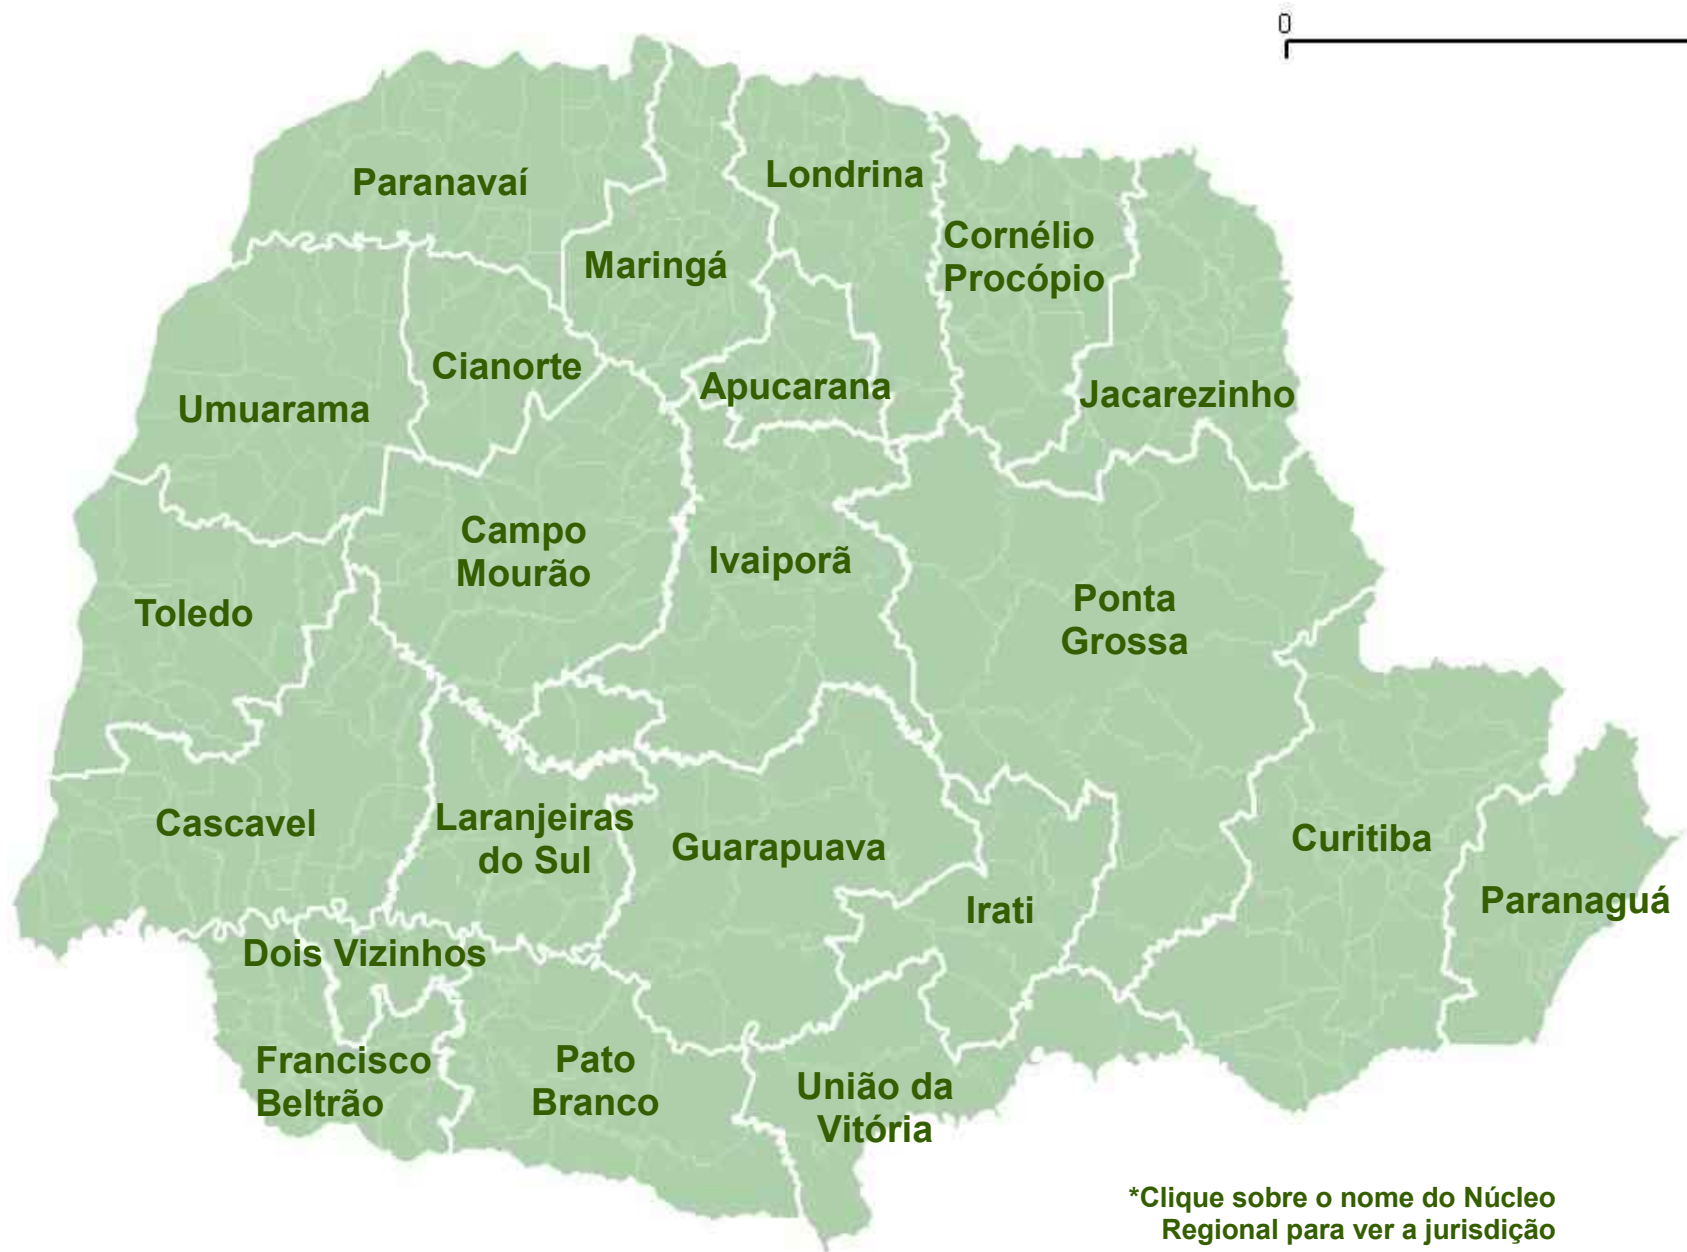 0
Paranavaí
Londrina
Cornélio
Procópio
Maringá
Cianorte
Apucarana
Jacarezinho
Umuarama
Campo
Mourão
Ivaiporã
Toledo
Ponta
Grossa
Cascavel
Laranjeiras
do Sul
Guarapuava
Curitiba
Irati
Paranaguá
Dois Vizinhos
Francisco
Beltrão
Pato
Branco
União da
Vitória
*Clique sobre o nome do Núcleo
Regional para ver a jurisdição